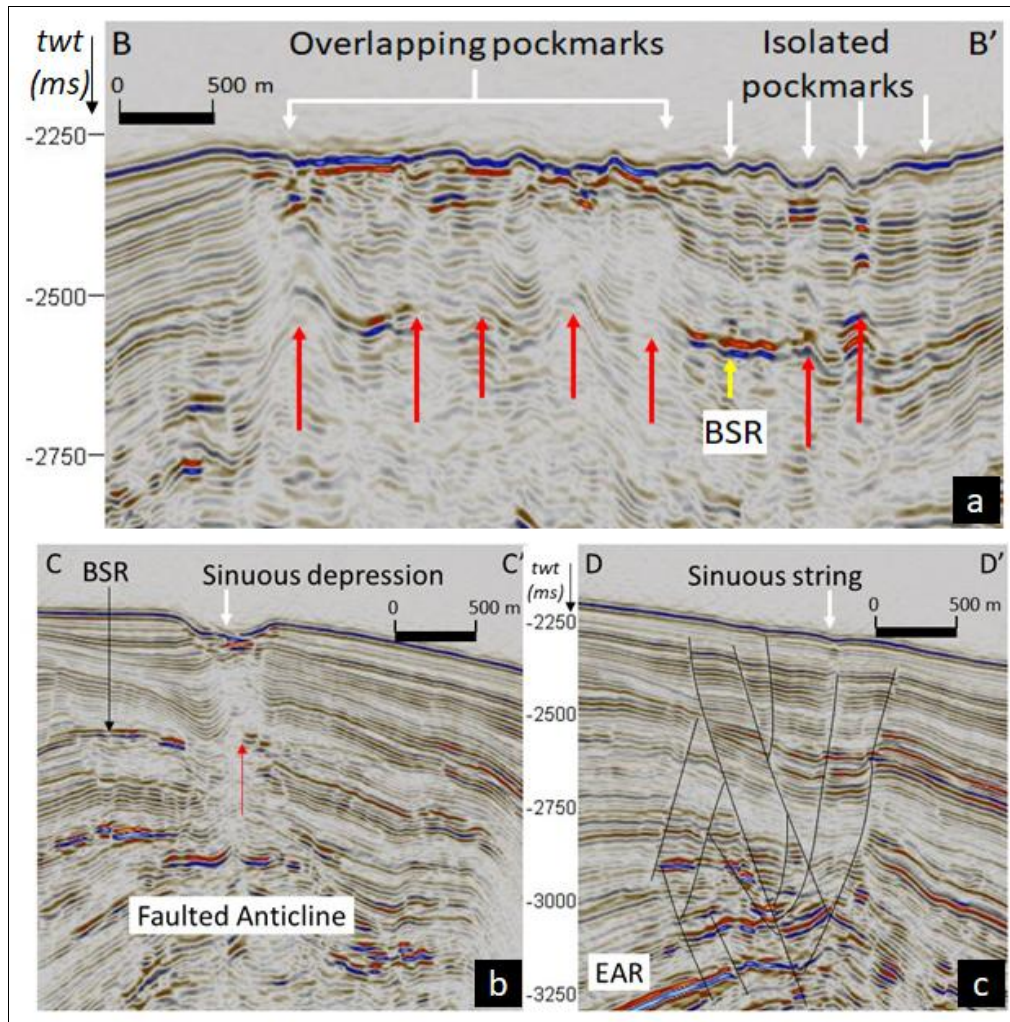 twt
(ms)
B
0
500 m
Overlapping pockmarks
Isolated
pockmarks
B’
-2250
-2500
-2750
BSR
a
C
BSR
Sinuous depression
C’
0
500 m
Faulted Anticline
b
twt
(ms)
D
Sinuous string
D’
0
500 m
-2250
-2500
-2750
-3000
-3250
EAR
c